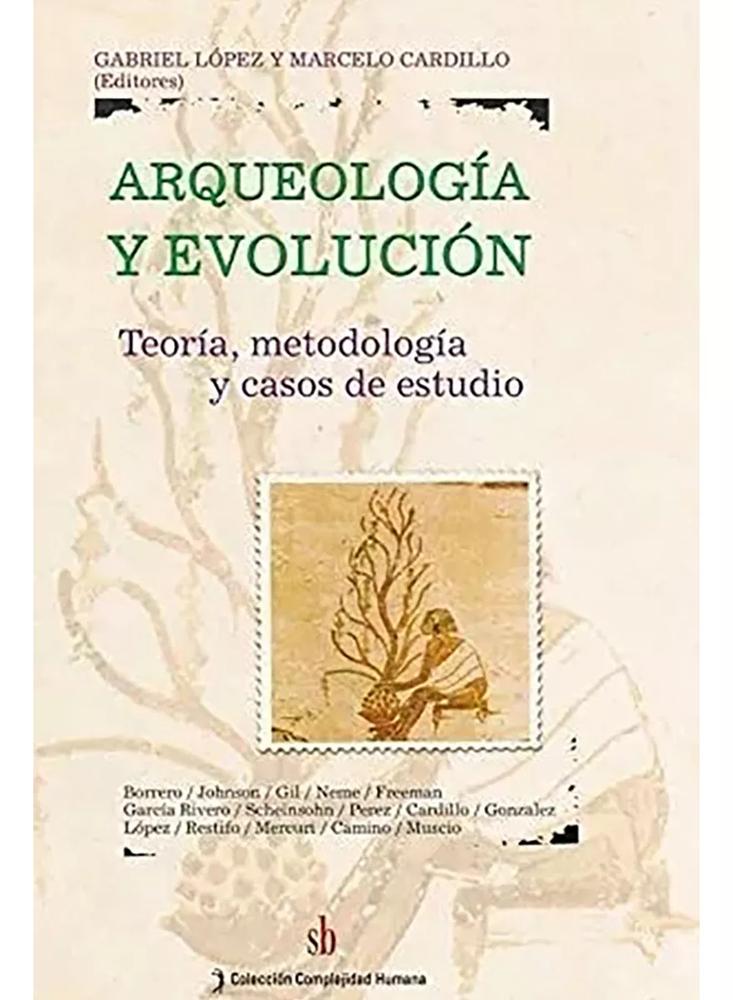 GABRIEL LÓPEZ Y MARCELO CARDILLO
(Editores)
ARQUEOLOGÍA
Y EVOLUCIÓN
Teoría, metodología
y casos de estudio
Borrero / Johnson / Gil / Neme / Freeman
García Rivero / Scheinsohn / Perez / Cardillo / Gonzalez
López / Restifo / Mercuri / Camino / Muscio
sb
Colección Complejidad Humana